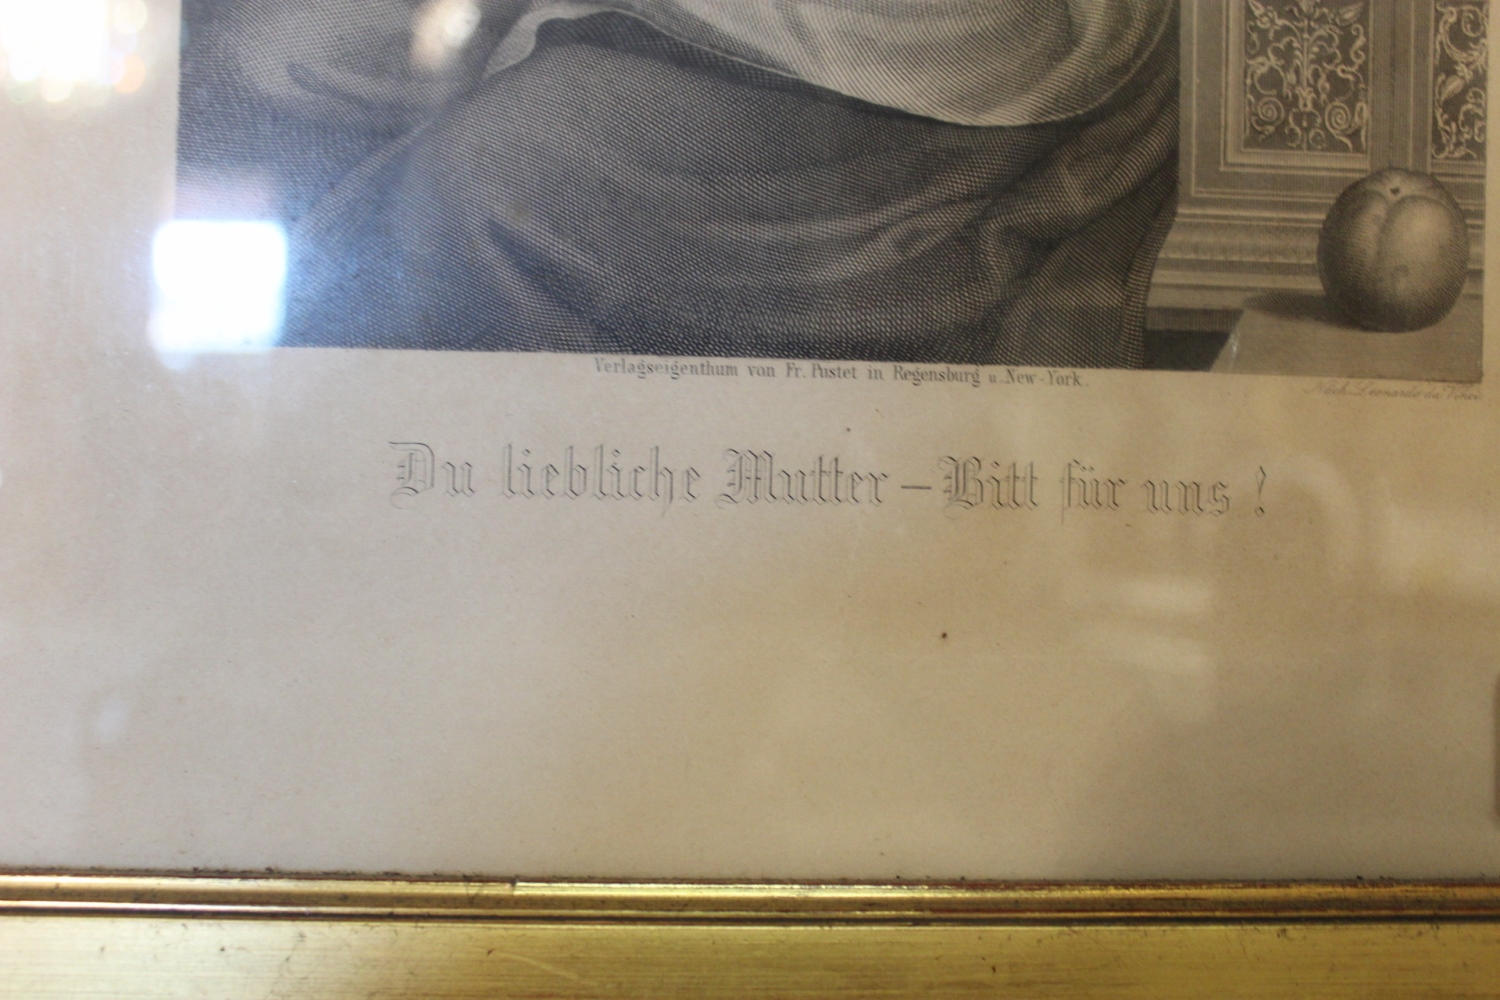 Verlagseigenthum von Fr. Pustet in Regensburg u. New-York.
Nach Leonardo da Vinci
Du liebliche Mutter – Bitt für uns!